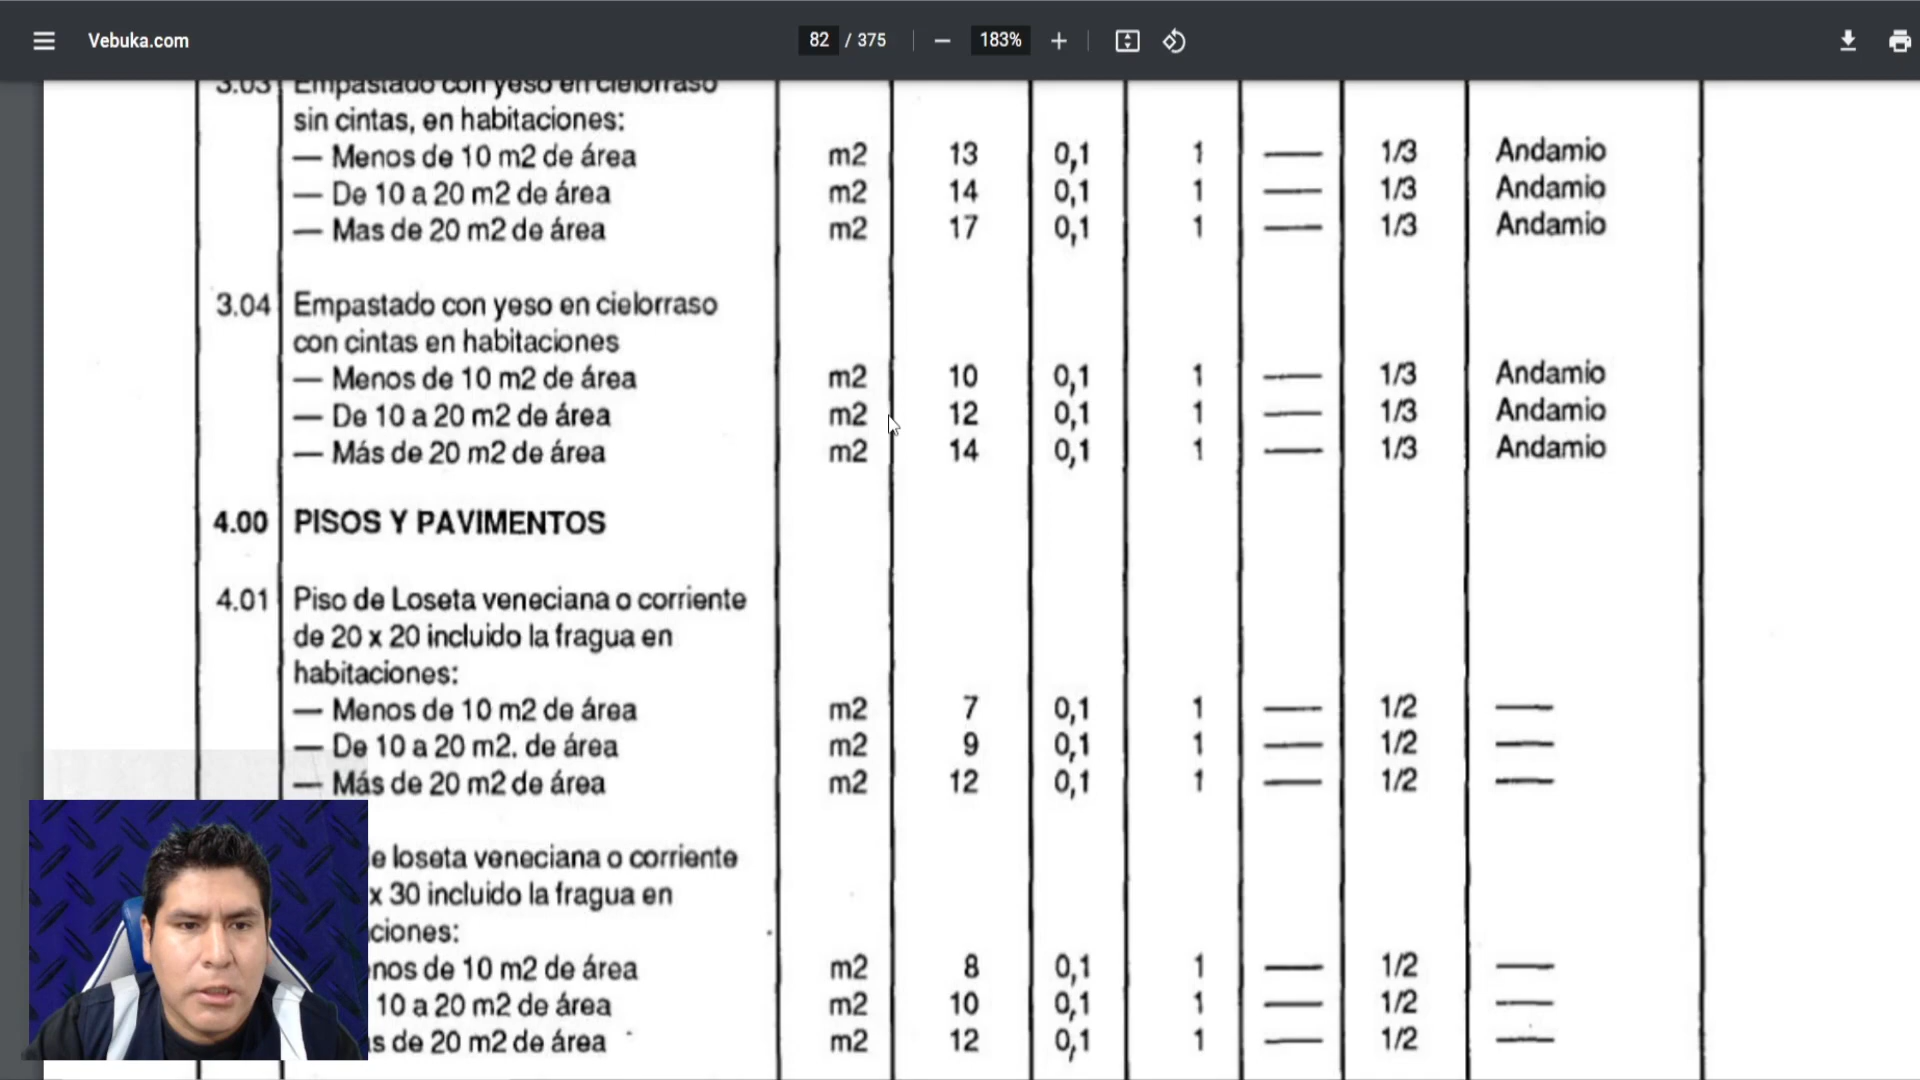 Vebuka.com 82 / 375 183%
3.03 Empastado con yeso en cielorraso
sin cintas, en habitaciones:
— Menos de 10 m2 de área m2 13 0,1 1 — 1/3 Andamio
— De 10 a 20 m2 de área m2 14 0,1 1 — 1/3 Andamio
— Mas de 20 m2 de área m2 17 0,1 1 — 1/3 Andamio
3.04 Empastado con yeso en cielorraso
con cintas en habitaciones
— Menos de 10 m2 de área m2 10 0,1 1 — 1/3 Andamio
— De 10 a 20 m2 de área m2 12 0,1 1 — 1/3 Andamio
— Más de 20 m2 de área m2 14 0,1 1 — 1/3 Andamio
4.00 PISOS Y PAVIMENTOS
4.01 Piso de Loseta veneciana o corriente
de 20 x 20 incluido la fragua en
habitaciones:
— Menos de 10 m2 de área m2 7 0,1 1 — 1/2 —
— De 10 a 20 m2. de área m2 9 0,1 1 — 1/2 —
— Más de 20 m2 de área m2 12 0,1 1 — 1/2 —
e loseta veneciana o corriente
x 30 incluido la fragua en
ciones:
nos de 10 m2 de área m2 8 0,1 1 — 1/2 —
10 a 20 m2 de área m2 10 0,1 1 — 1/2 —
s de 20 m2 de área m2 12 0,1 1 — 1/2 —